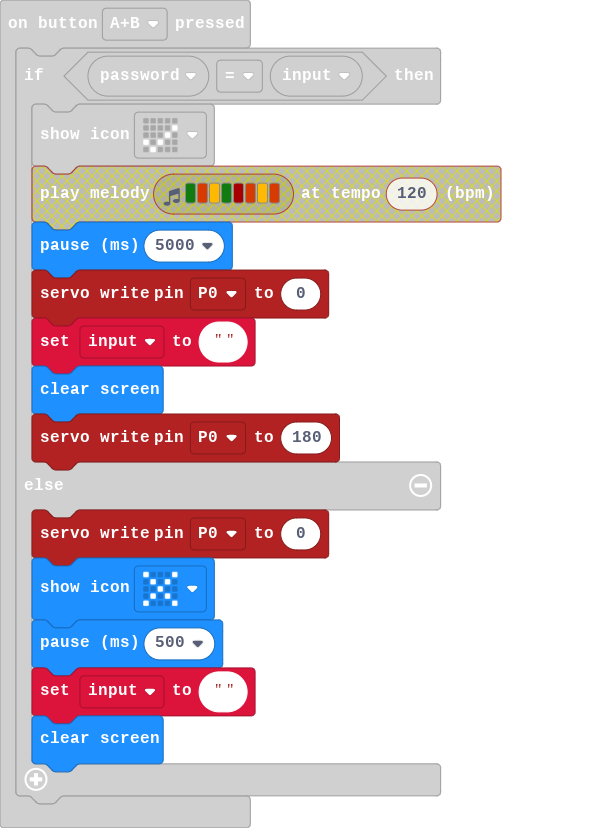 on button A+B pressed
if password = input then
show icon
play melody at tempo 120 (bpm)
pause (ms) 5000
servo write pin P0 to 0
set input to " "
clear screen
servo write pin P0 to 180
else
servo write pin P0 to 0
show icon
pause (ms) 500
set input to " "
clear screen